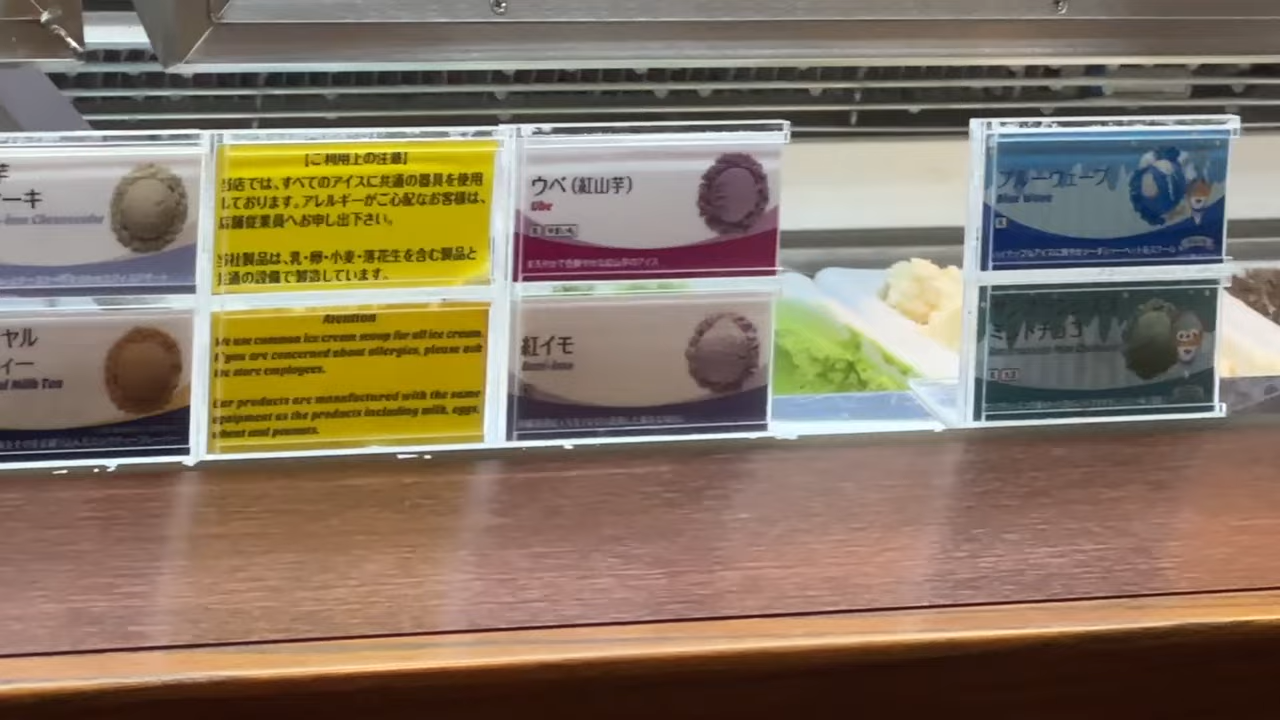 芋
ーキ
[ご利用上の注意]
当店では、すべてのアイスに共通の器具を使用
しております。アレルギーがご心配なお客様は、
店舗従業員へお申し出下さい。
当社製品は、乳・卵・小麦・落花生を含む製品と
共通の設備で製造しています。
ウベ（紅山芋）
Ube
ブルーウェーブ
Blue Wave
ヤル
ィー
Milk Tea
Atention
We use common ice cream scoop for all ice cream.
If you are concerned about allergies, please ask
the store employees.
Our products are manufactured with the same
equipment as the products including milk, eggs,
wheat and peanuts.
紅イモ
Beni-imo
ミントチョコ